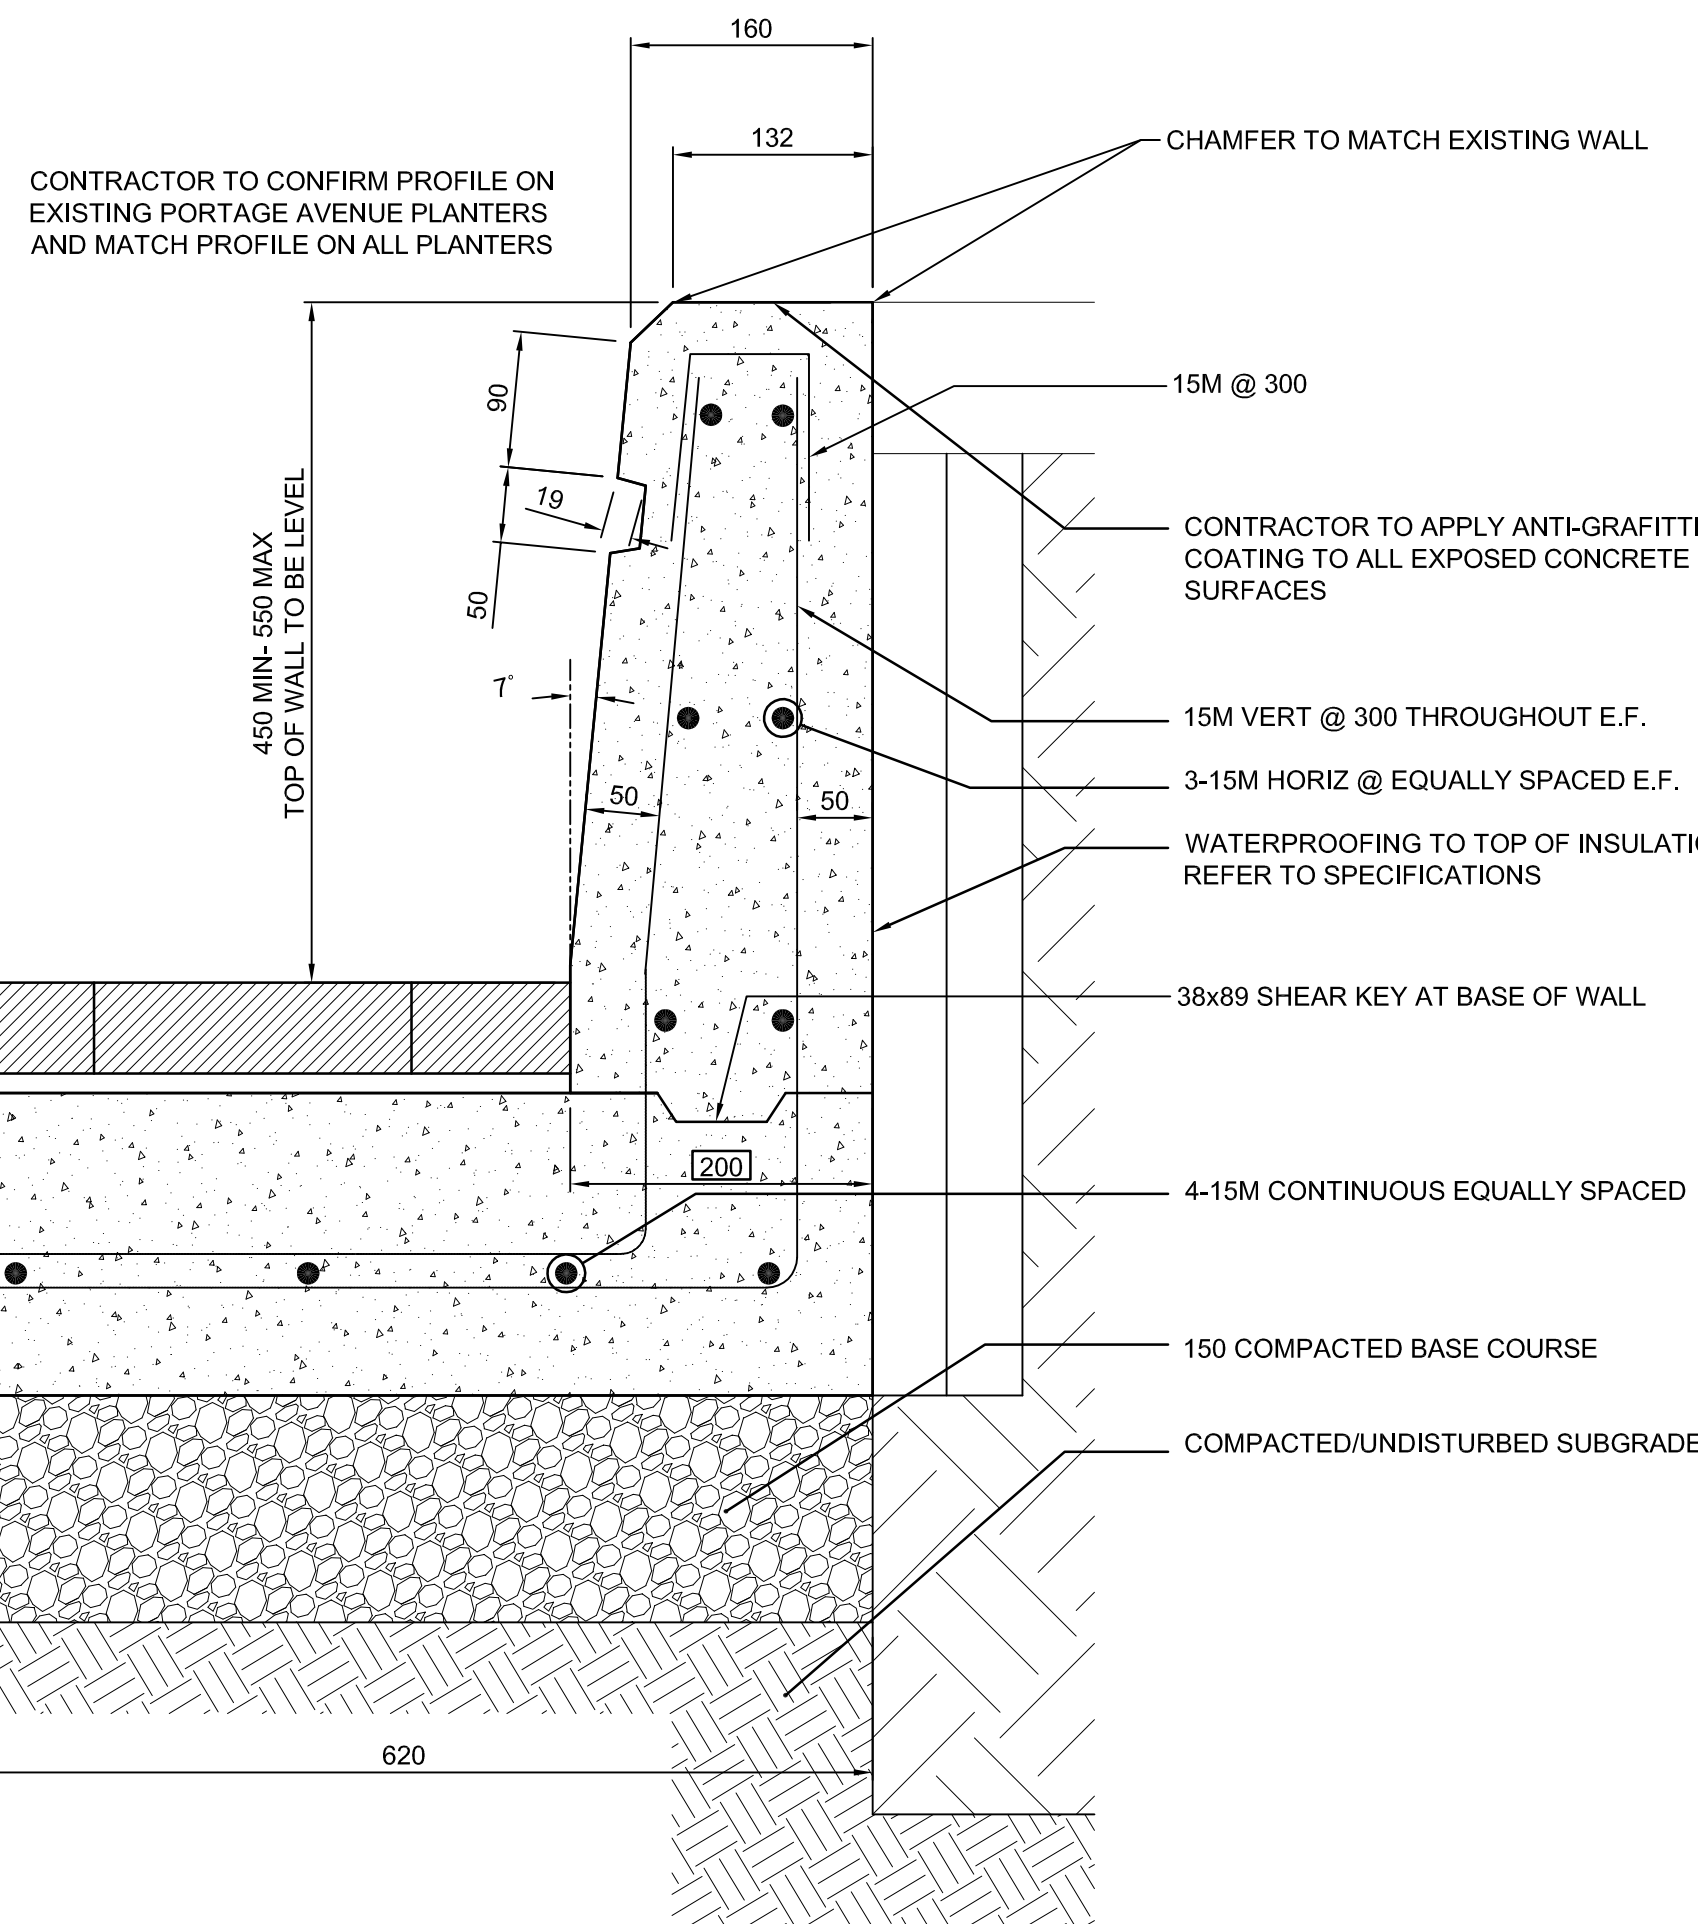 160
132
CHAMFER TO MATCH EXISTING WALL
CONTRACTOR TO CONFIRM PROFILE ON
EXISTING PORTAGE AVENUE PLANTERS
AND MATCH PROFILE ON ALL PLANTERS
90
15M @ 300
19
450 MIN- 550 MAX
TOP OF WALL TO BE LEVEL
CONTRACTOR TO APPLY ANTI-GRAFITTI
COATING TO ALL EXPOSED CONCRETE
SURFACES
50
7°
15M VERT @ 300 THROUGHOUT E.F.
3-15M HORIZ @ EQUALLY SPACED E.F.
50
50
WATERPROOFING TO TOP OF
REFER TO SPECIFICATIONS
38x89 SHEAR KEY AT BASE OF WALL
200
4-15M CONTINUOUS EQUALLY SPACED
150 COMPACTED BASE COURSE
COMPACTED/UNDISTURBED SUBGRADE
620